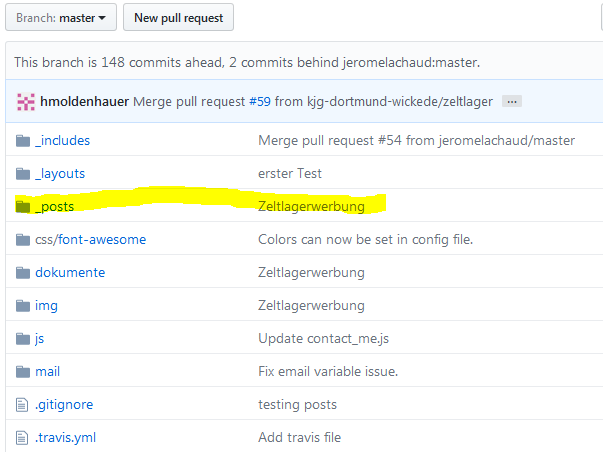 Branch: master New pull request
This branch is 148 commits ahead, 2 commits behind jeromelachaud:master.
hmoldenhauer Merge pull request #59 from kjg-dortmund-wickede/zeltlager ...
_includes Merge pull request #54 from jeromelachaud/master
_layouts erster Test
_posts Zeltlagerwerbung
css/font-awesome Colors can now be set in config file.
dokumente Zeltlagerwerbung
img Zeltlagerwerbung
js Update contact_me.js
mail Fix email variable issue.
.gitignore testing posts
.travis.yml Add travis file